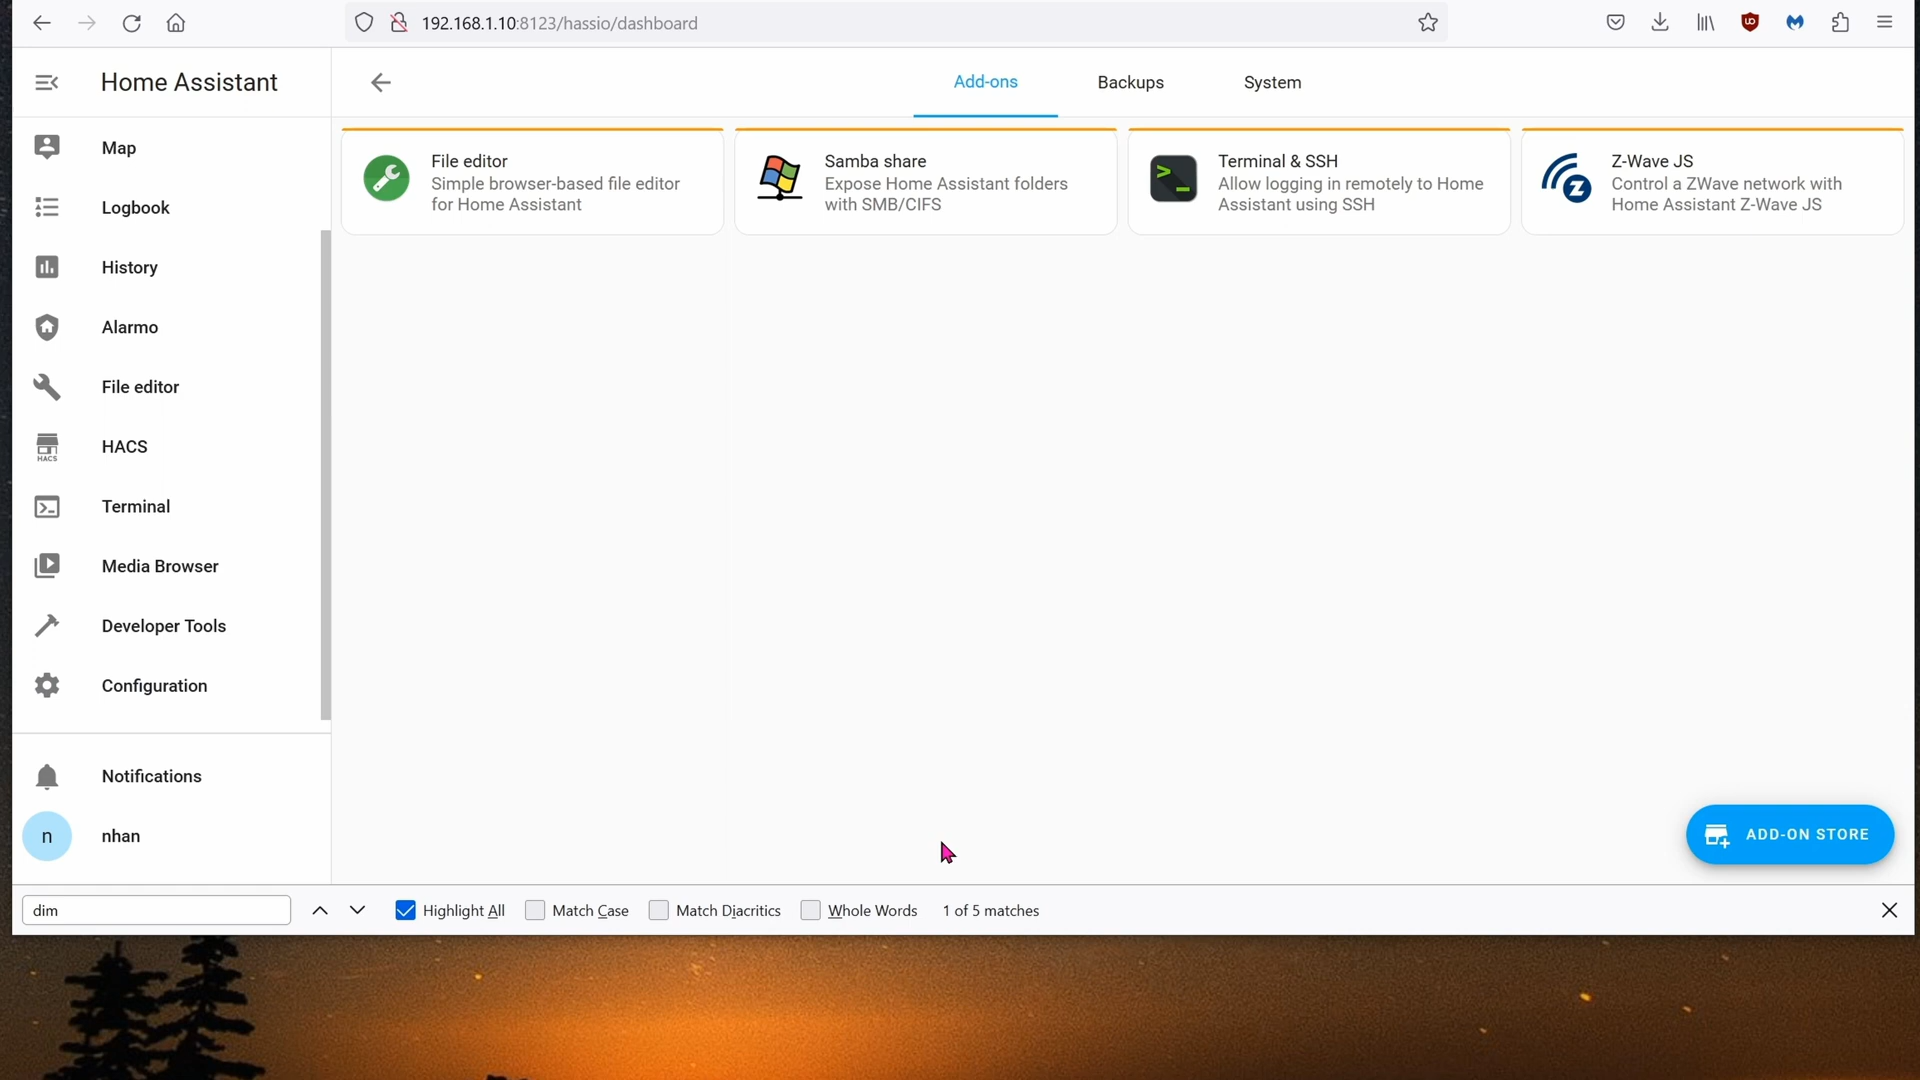 192.168.1.10:8123/hassio/dashboard
Home Assistant
Add-ons
Backups
System
Map
Logbook
History
Alarmo
File editor
HACS
HACS
Terminal
Media Browser
Developer Tools
Configuration
Notifications
n
nhan
File editor
Simple browser-based file editor
for Home Assistant
Samba share
Expose Home Assistant folders
with SMB/CIFS
>_
Terminal & SSH
Allow logging in remotely to Home
Assistant using SSH
Z
Z-Wave JS
Control a ZWave network with
Home Assistant Z-Wave JS
ADD-ON STORE
dim
Highlight All
Match Case
Match Diacritics
Whole Words
1 of 5 matches